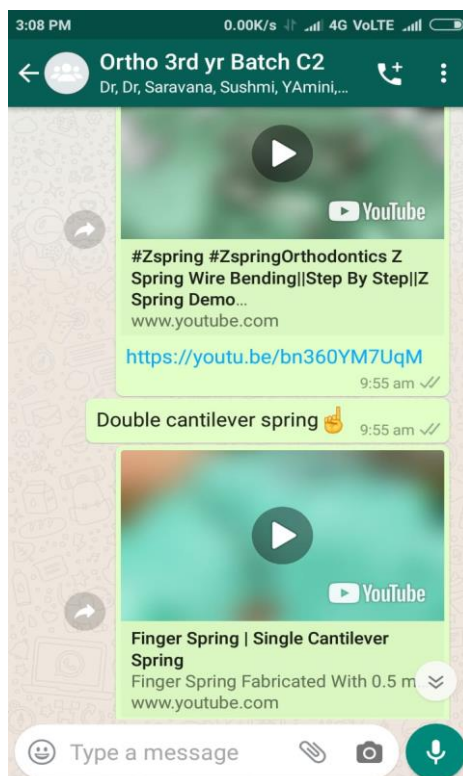 3:08 PM 0.00K/s 4G VoLTE
Ortho 3rd yr Batch C2
Dr, Dr, Saravana, Sushmi, YAmini,...
YouTube
#Zspring #ZspringOrthodontics Z
Spring Wire Bending||Step By Step||Z
Spring Demo...
www.youtube.com
https://youtu.be/bn360YM7UqM
9:55 am
Double cantilever spring☝️
9:55 am
YouTube
Finger Spring | Single Cantilever
Spring
Finger Spring Fabricated With 0.5 m
www.youtube.com
Type a message